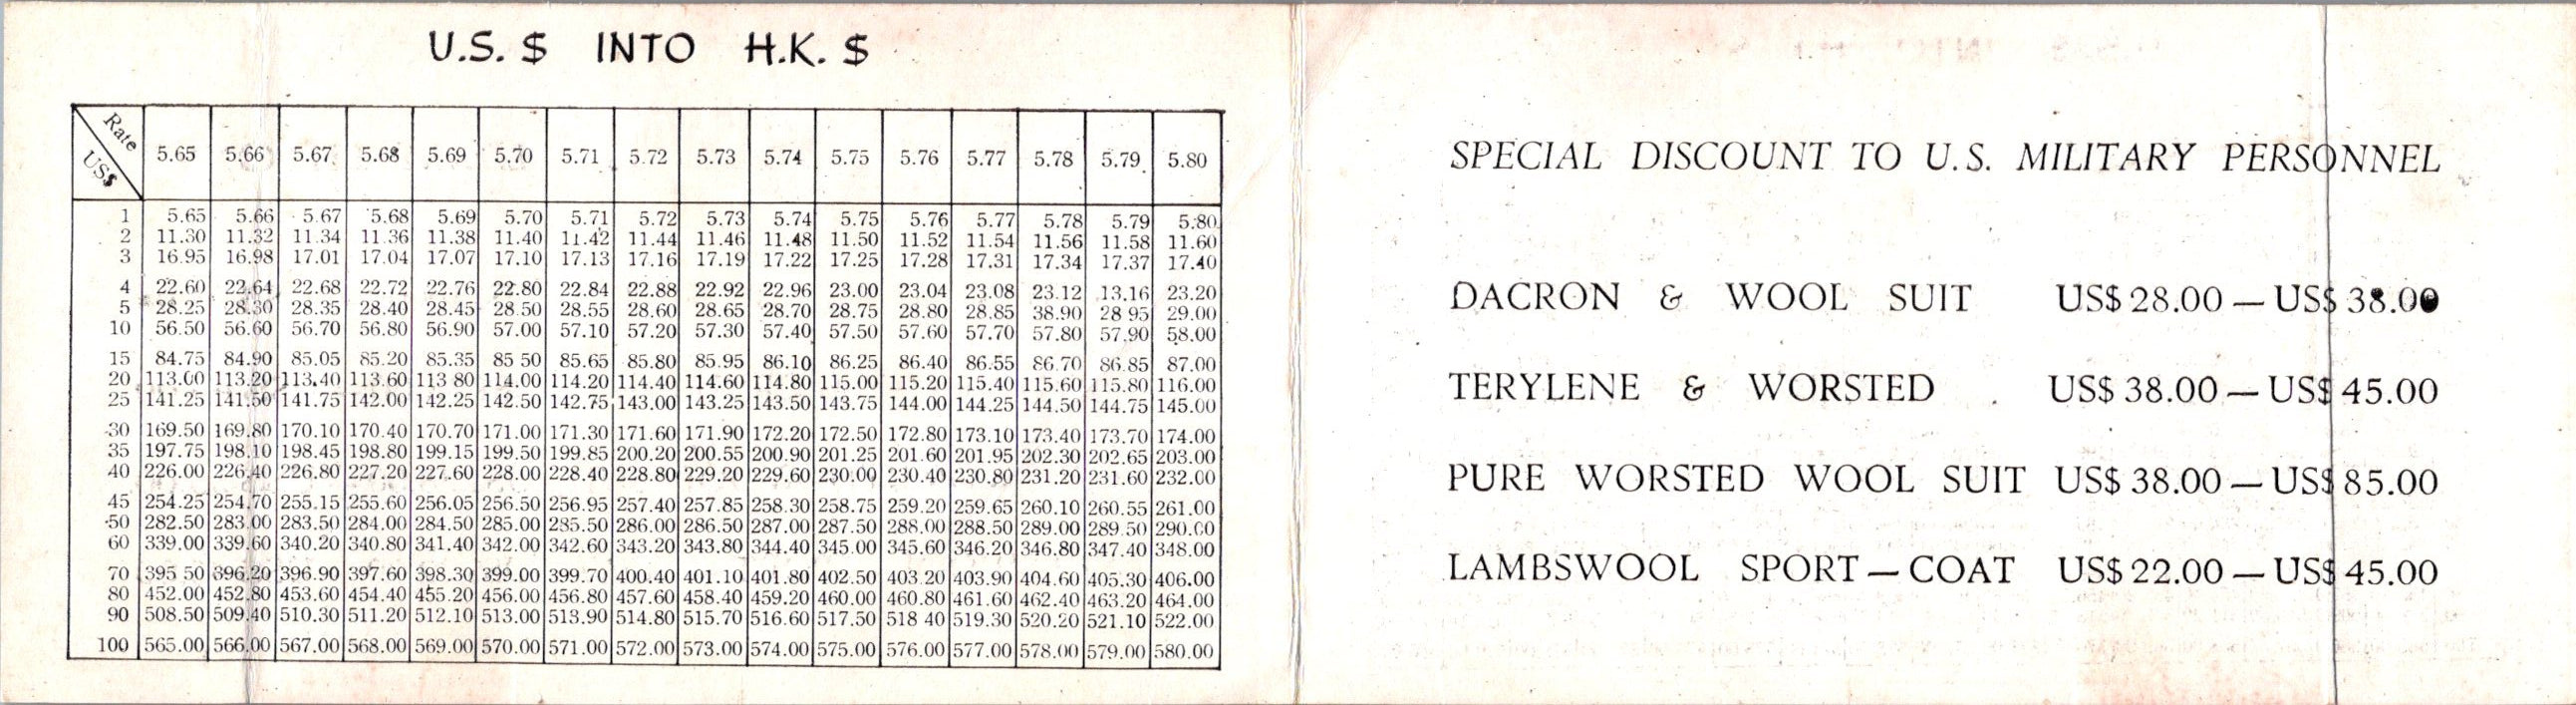 U.S. $ INTO H.K. $
Rate 5.65 5.66 5.67 5.68 5.69 5.70 5.71 5.72 5.73 5.74 5.75 5.76 5.77 5.78 5.79 5.80
US$
1 5.65 5.66 5.67 5.68 5.69 5.70 5.71 5.72 5.73 5.74 5.75 5.76 5.77 5.78 5.79 5.80
2 11.30 11.32 11.34 11.36 11.38 11.40 11.42 11.44 11.46 11.48 11.50 11.52 11.54 11.56 11.58 11.60
3 16.95 16.98 17.01 17.04 17.07 17.10 17.13 17.16 17.19 17.22 17.25 17.28 17.31 17.34 17.37 17.40
4 22.60 22.64 22.68 22.72 22.76 22.80 22.84 22.88 22.92 22.96 23.00 23.04 23.08 23.12 13.16 23.20
5 28.25 28.30 28.35 28.40 28.45 28.50 28.55 28.60 28.65 28.70 28.75 28.80 28.85 38.90 28 95 29.00
10 56.50 56.60 56.70 56.80 56.90 57.00 57.10 57.20 57.30 57.40 57.50 57.60 57.70 57.80 57.90 58.00
15 84.75 84.90 85.05 85.20 85.35 85 50 85.65 85.80 85.95 86.10 86.25 86.40 86.55 86.70 86.85 87.00
20 113.00 113.20 113.40 113.60 113 80 114.00 114.20 114.40 114.60 114.80 115.00 115.20 115.40 115.60 115.80 116.00
25 141.25 141.50 141.75 142.00 142.25 142.50 142.75 143.00 143.25 143.50 143.75 144.00 144.25 144.50 144.75 145.00
30 169.50 169.80 170.10 170.40 170.70 171.00 171.30 171.60 171.90 172.20 172.50 172.80 173.10 173.40 173.70 174.00
35 197.75 198.10 198.45 198.80 199.15 199.50 199.85 200.20 200.55 200.90 201.25 201.60 201.95 202.30 202.65 203.00
40 226.00 226.40 226.80 227.20 227.60 228.00 228.40 228.80 229.20 229.60 230.00 230.40 230.80 231.20 231.60 232.00
45 254.25 254.70 255.15 255.60 256.05 256.50 256.95 257.40 257.85 258.30 258.75 259.20 259.65 260.10 260.55 261.00
50 282.50 283.00 283.50 284.00 284.50 285.00 285.50 286.00 286.50 287.00 287.50 288.00 288.50 289.00 289.50 290.00
60 339.00 339.60 340.20 340.80 341.40 342.00 342.60 343.20 343.80 344.40 345.00 345.60 346.20 346.80 347.40 348.00
70 395 50 396.20 396.90 397.60 398.30 399.00 399.70 400.40 401.10 401.80 402.50 403.20 403.90 404.60 405.30 406.00
80 452.00 452.80 453.60 454.40 455.20 456.00 456.80 457.60 458.40 459.20 460.00 460.80 461.60 462.40 463.20 464.00
90 508.50 509.40 510.30 511.20 512.10 513.00 513.90 514.80 515.70 516.60 517.50 518 40 519.30 520.20 521.10 522.00
100 565.00 566.00 567.00 568.00 569.00 570.00 571.00 572.00 573.00 574.00 575.00 576.00 577.00 578.00 579.00 580.00
SPECIAL DISCOUNT TO U.S. MILITARY PERSONNEL
DACRON & WOOL SUIT US$ 28.00 — US$ 38.00
TERYLENE & WORSTED US$ 38.00 — US$ 45.00
PURE WORSTED WOOL SUIT US$ 38.00 — US$ 85.00
LAMBSWOOL SPORT — COAT US$ 22.00 — US$ 45.00